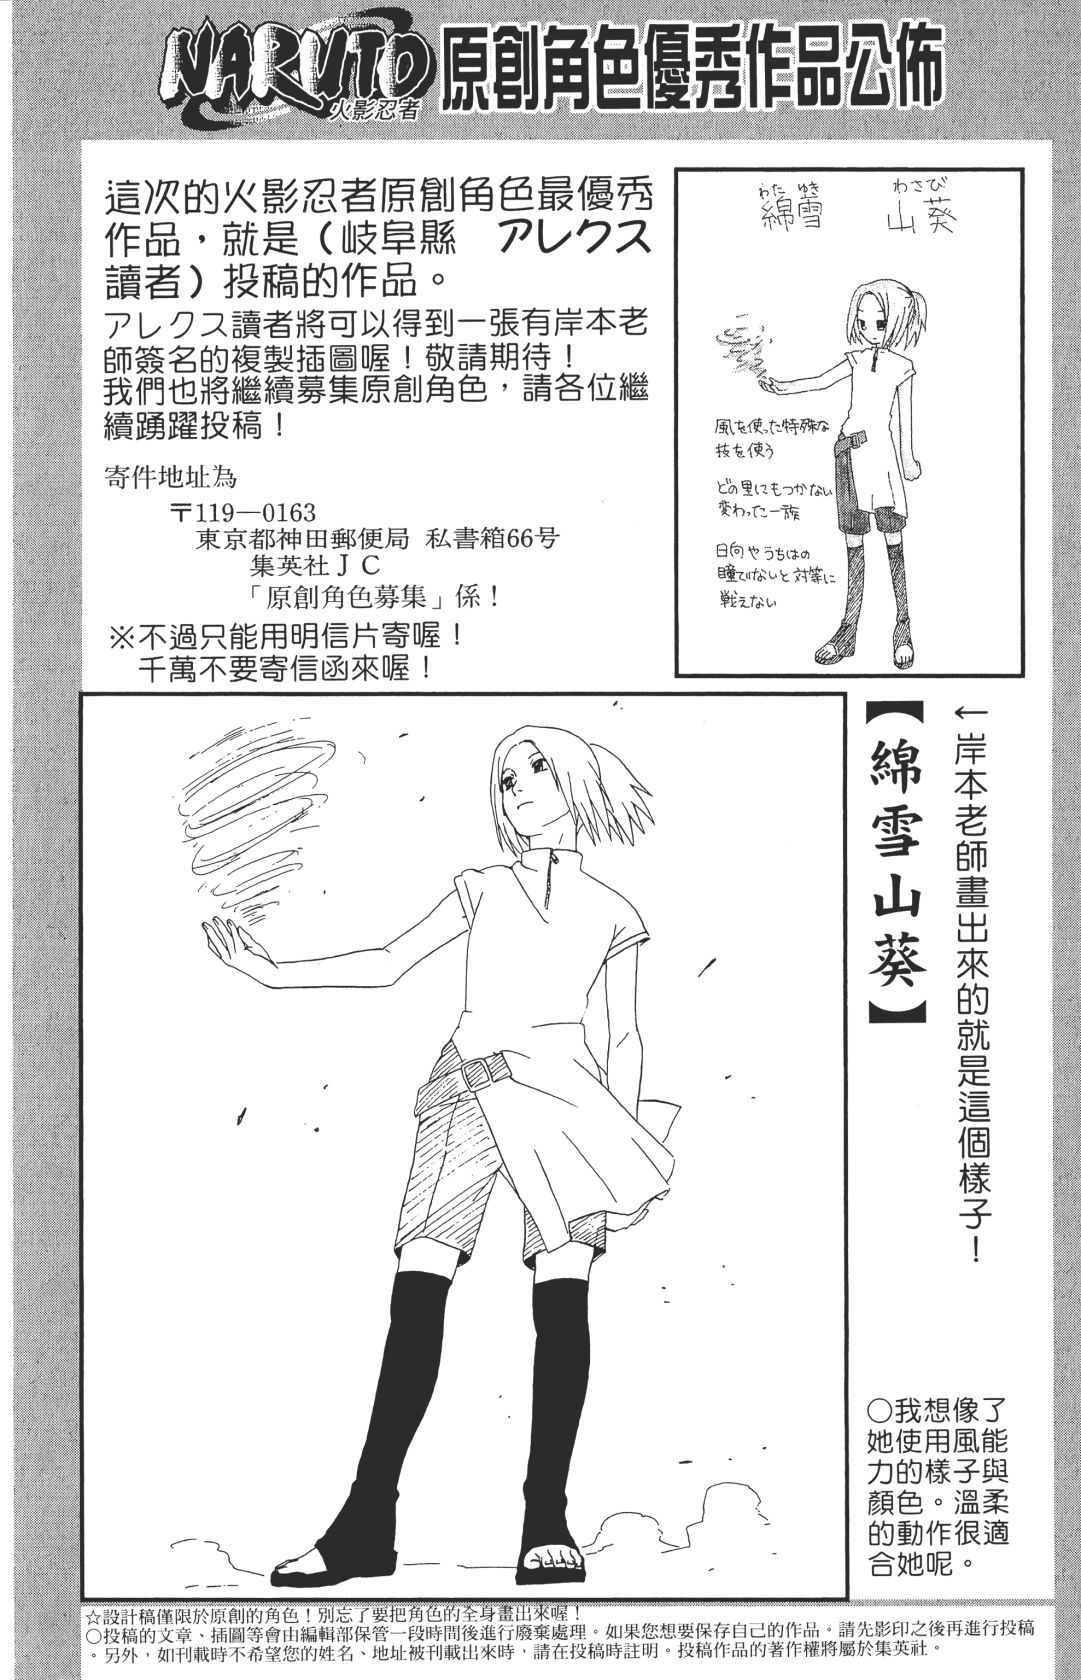 NARUTO
火影忍者
原創角色優秀作品公佈
這次的火影忍者原創角色最優秀
作品，就是（岐阜縣　アレクス
讀者）投稿的作品。
アレクス讀者將可以得到一張有岸本老
師簽名的複製插圖喔！敬請期待！
我們也將繼續募集原創角色，請各位繼
續踴躍投稿！
寄件地址為
〒119—0163
東京都神田郵便局 私書箱66号
集英社ＪＣ
「原創角色募集」係！
※不過只能用明信片寄喔！
千萬不要寄信函來喔！
わた ゆき わさび
綿雪 山葵
風を使った特殊な
技を使う
どの里にもつかない
変わった一族
日向やうちはの
瞳でないと対等に
戦えない
←岸本老師畫出來的就是這個樣子！
【綿雪山葵】
○我想像了
她使用風能
力的樣子與
顏色。溫柔
的動作很適
合她呢。
☆設計稿僅限於原創的角色！別忘了要把角色的全身畫出來喔！
○投稿的文章、插圖等會由編輯部保管一段時間後進行廢棄處理。如果您想要保存自己的作品。請先影印之後再進行投稿
。另外，如刊載時不希望您的姓名、地址被刊載出來時，請在投稿時註明。投稿作品的著作權將屬於集英社．